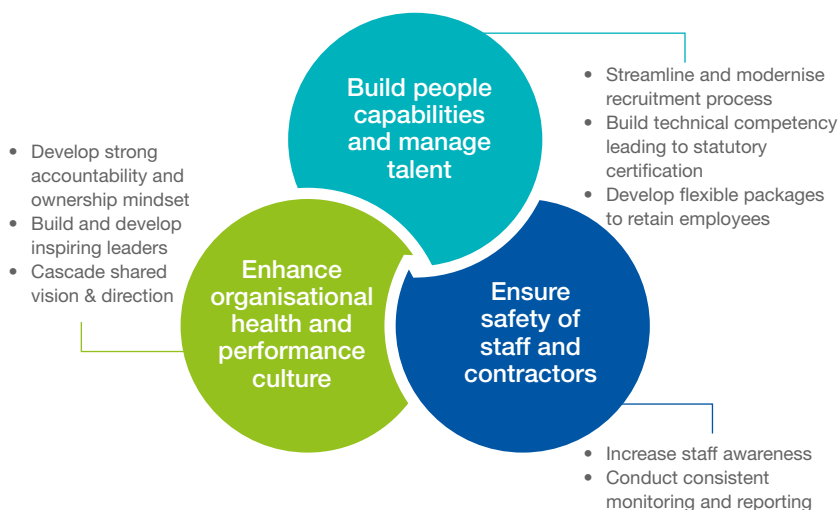 Build people
capabilities
and manage
talent
• Streamline and modernise
recruitment process
• Build technical competency
leading to statutory
certification
• Develop flexible packages
to retain employees
• Develop strong
accountability and
ownership mindset
• Build and develop
inspiring leaders
• Cascade shared
vision & direction
Enhance
organisational
health and
performance
culture
Ensure
safety of
staff and
contractors
• Increase staff awareness
• Conduct consistent
monitoring and reporting